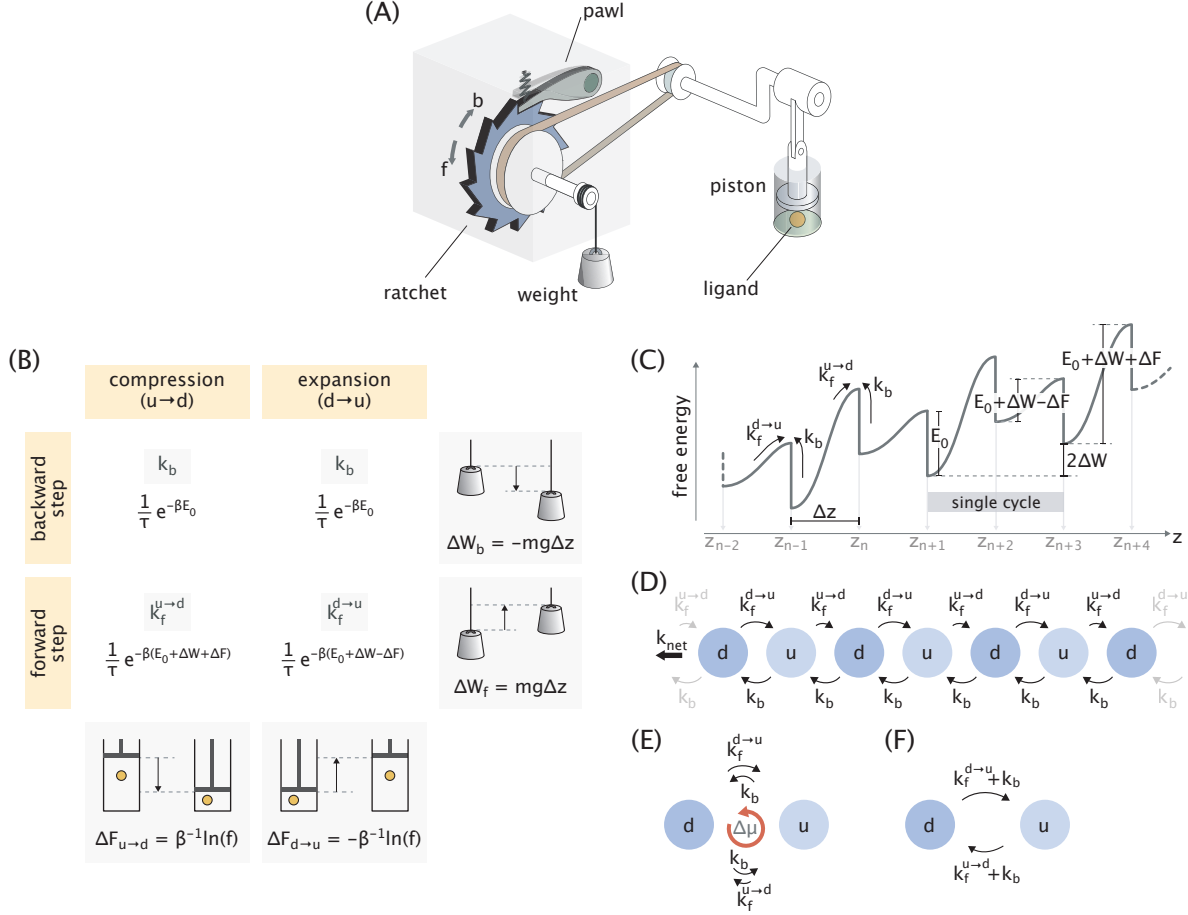 (A)
pawl
b
f
piston
ratchet
weight
ligand
(B)
compression
(u→d)
expansion
(d→u)
backward
step
k_b
1/τ e^{-βE_0}
k_b
1/τ e^{-βE_0}
ΔW_b = -mgΔz
forward
step
k_f^{u→d}
1/τ e^{-β(E_0+ΔW+ΔF)}
k_f^{d→u}
1/τ e^{-β(E_0+ΔW-ΔF)}
ΔW_f = mgΔz
ΔF_{u→d} = β^{-1}ln(f)
ΔF_{d→u} = -β^{-1}ln(f)
(C)
free energy
k_f^{d→u}
k_b
k_f^{u→d}
k_b
E_0
E_0+ΔW-ΔF
E_0+ΔW+ΔF
2ΔW
single cycle
Δz
z_{n-2}
z_{n-1}
z_n
z_{n+1}
z_{n+2}
z_{n+3}
z_{n+4}
z
(D)
k_f^{u→d} k_f^{d→u} k_f^{u→d} k_f^{d→u} k_f^{u→d} k_f^{d→u} k_f^{u→d} k_f^{d→u}
k_net
d u d u d u d
k_b k_b k_b k_b k_b k_b k_b k_b
(E)
k_f^{d→u}
k_b
d
Δμ
u
k_b
k_f^{u→d}
(F)
k_f^{d→u}+k_b
d
u
k_f^{u→d}+k_b